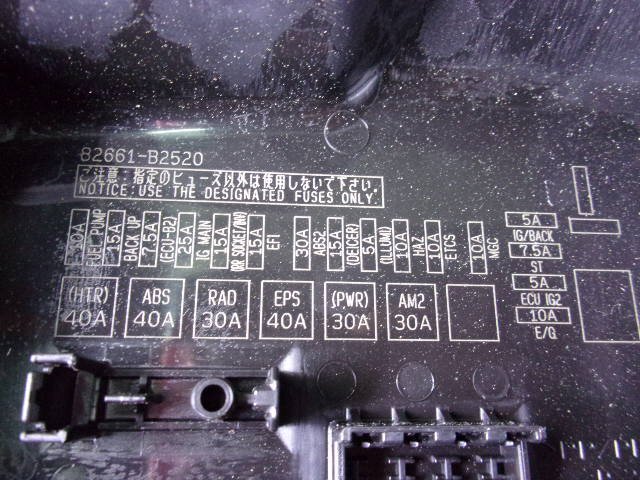 82661-B2520
ご注意:指定のヒューズ以外は使用しないで下さい。
NOTICE: USE THE DESIGNATED FUSES ONLY.
FUEL PUMP
15A
BACK UP
7.5A
(ECU-B2)
25A
IG MAIN
15A
15A
EFI
30A
ABS2
15A
(DEICER)
5A
(ILLUMI)
10A
HAZ
10A
ETCS
10A
MGC
5A
IG/BACK
7.5A
ST
5A
ECU IG2
10A
E/G
(HTR) ABS RAD EPS (PWR) AM2
40A 40A 30A 40A 30A 30A